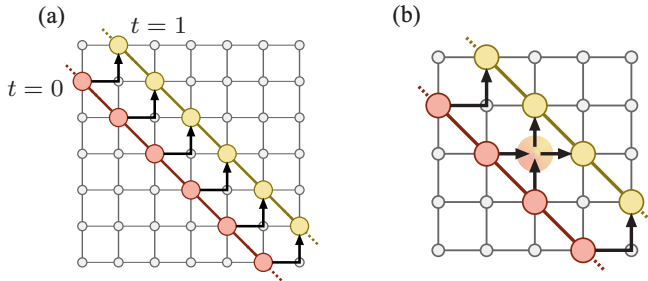 (a)
t = 1
t = 0
(b)